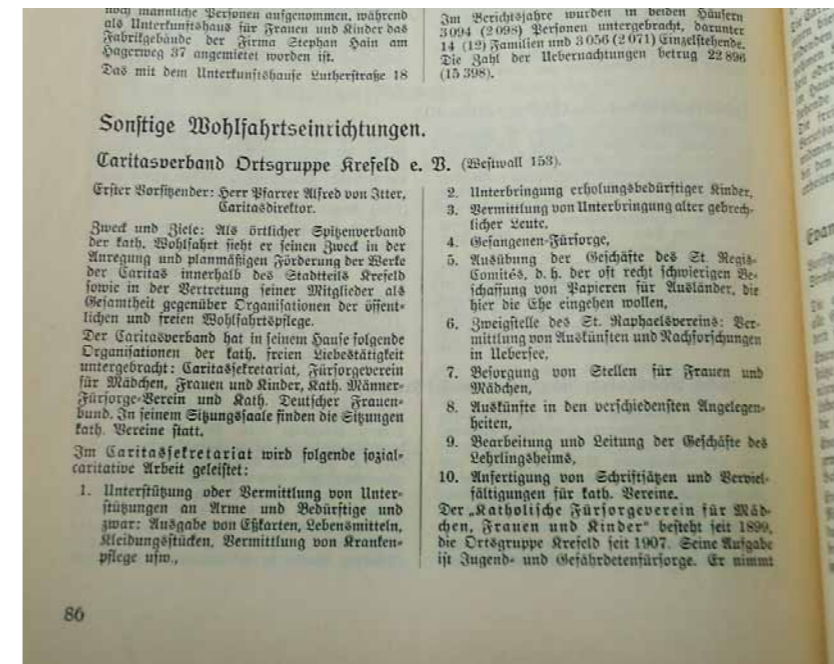 noch männliche Personen aufgenommen, während
als Unterkunftshaus für Frauen und Kinder das
Fabrikgebäude der Firma Stephan Hain am
Hagerweg 37 angemietet worden ist.
Das mit dem Unterkunftshause Lutherstraße 18
Im Berichtsjahre wurden in beiden Häusern
3094 (2098) Personen untergebracht, darunter
14 (12) Familien und 3056 (2071) Einzelstehende.
Die Zahl der Uebernachtungen betrug 22896
(15398).
Sonstige Wohlfahrtseinrichtungen.
Caritasverband Ortsgruppe Krefeld e. V. (Westwall 153).
Erster Vorsitzender: Herr Pfarrer Alfred von Itter,
Caritasdirektor.
Zweck und Ziele: Als örtlicher Spitzenverband
der kath. Wohlfahrt sieht er seinen Zweck in der
Anregung und planmäßigen Förderung der Werke
der Caritas innerhalb des Stadtteils Krefeld
sowie in der Vertretung seiner Mitglieder als
Gesamtheit gegenüber Organisationen der öffent-
lichen und freien Wohlfahrtspflege.
Der Caritasverband hat in seinem Hause folgende
Organisationen der kath. freien Liebestätigkeit
untergebracht: Caritassekretariat, Fürsorgeverein
für Mädchen, Frauen und Kinder, Kath. Männer-
Fürsorge-Verein und Kath. Deutscher Frauen-
bund. In seinem Sitzungssaale finden die Sitzungen
kath. Vereine statt.
Im Caritassekretariat wird folgende sozial-
caritative Arbeit geleistet:
1. Unterstützung oder Vermittlung von Unter-
stützungen an Arme und Bedürftige und
zwar: Ausgabe von Eßkarten, Lebensmitteln,
Kleidungsstücken, Vermittlung von Kranken-
pflege usw.,
2. Unterbringung erholungsbedürftiger Kinder,
3. Vermittlung von Unterbringung alter gebrech-
licher Leute,
4. Gefangenen-Fürsorge,
5. Ausübung der Geschäfte des St. Regis-
Comités, d. h. der oft recht schwierigen Be-
schaffung von Papieren für Ausländer, die
hier die Ehe eingehen wollen,
6. Zweigstelle des St. Raphaelsvereins: Ver-
mittlung von Auskünften und Nachforschungen
in Uebersee,
7. Besorgung von Stellen für Frauen und
Mädchen,
8. Auskünfte in den verschiedensten Angelegen-
heiten,
9. Bearbeitung und Leitung der Geschäfte des
Lehrlingsheims,
10. Anfertigung von Schriftsätzen und Verviel-
fältigungen für kath. Vereine.
Der „Katholische Fürsorgeverein für Mäd-
chen, Frauen und Kinder“ besteht seit 1899,
die Ortsgruppe Krefeld seit 1907. Seine Aufgabe
ist Jugend- und Gefährdetenfürsorge. Er nimmt
86